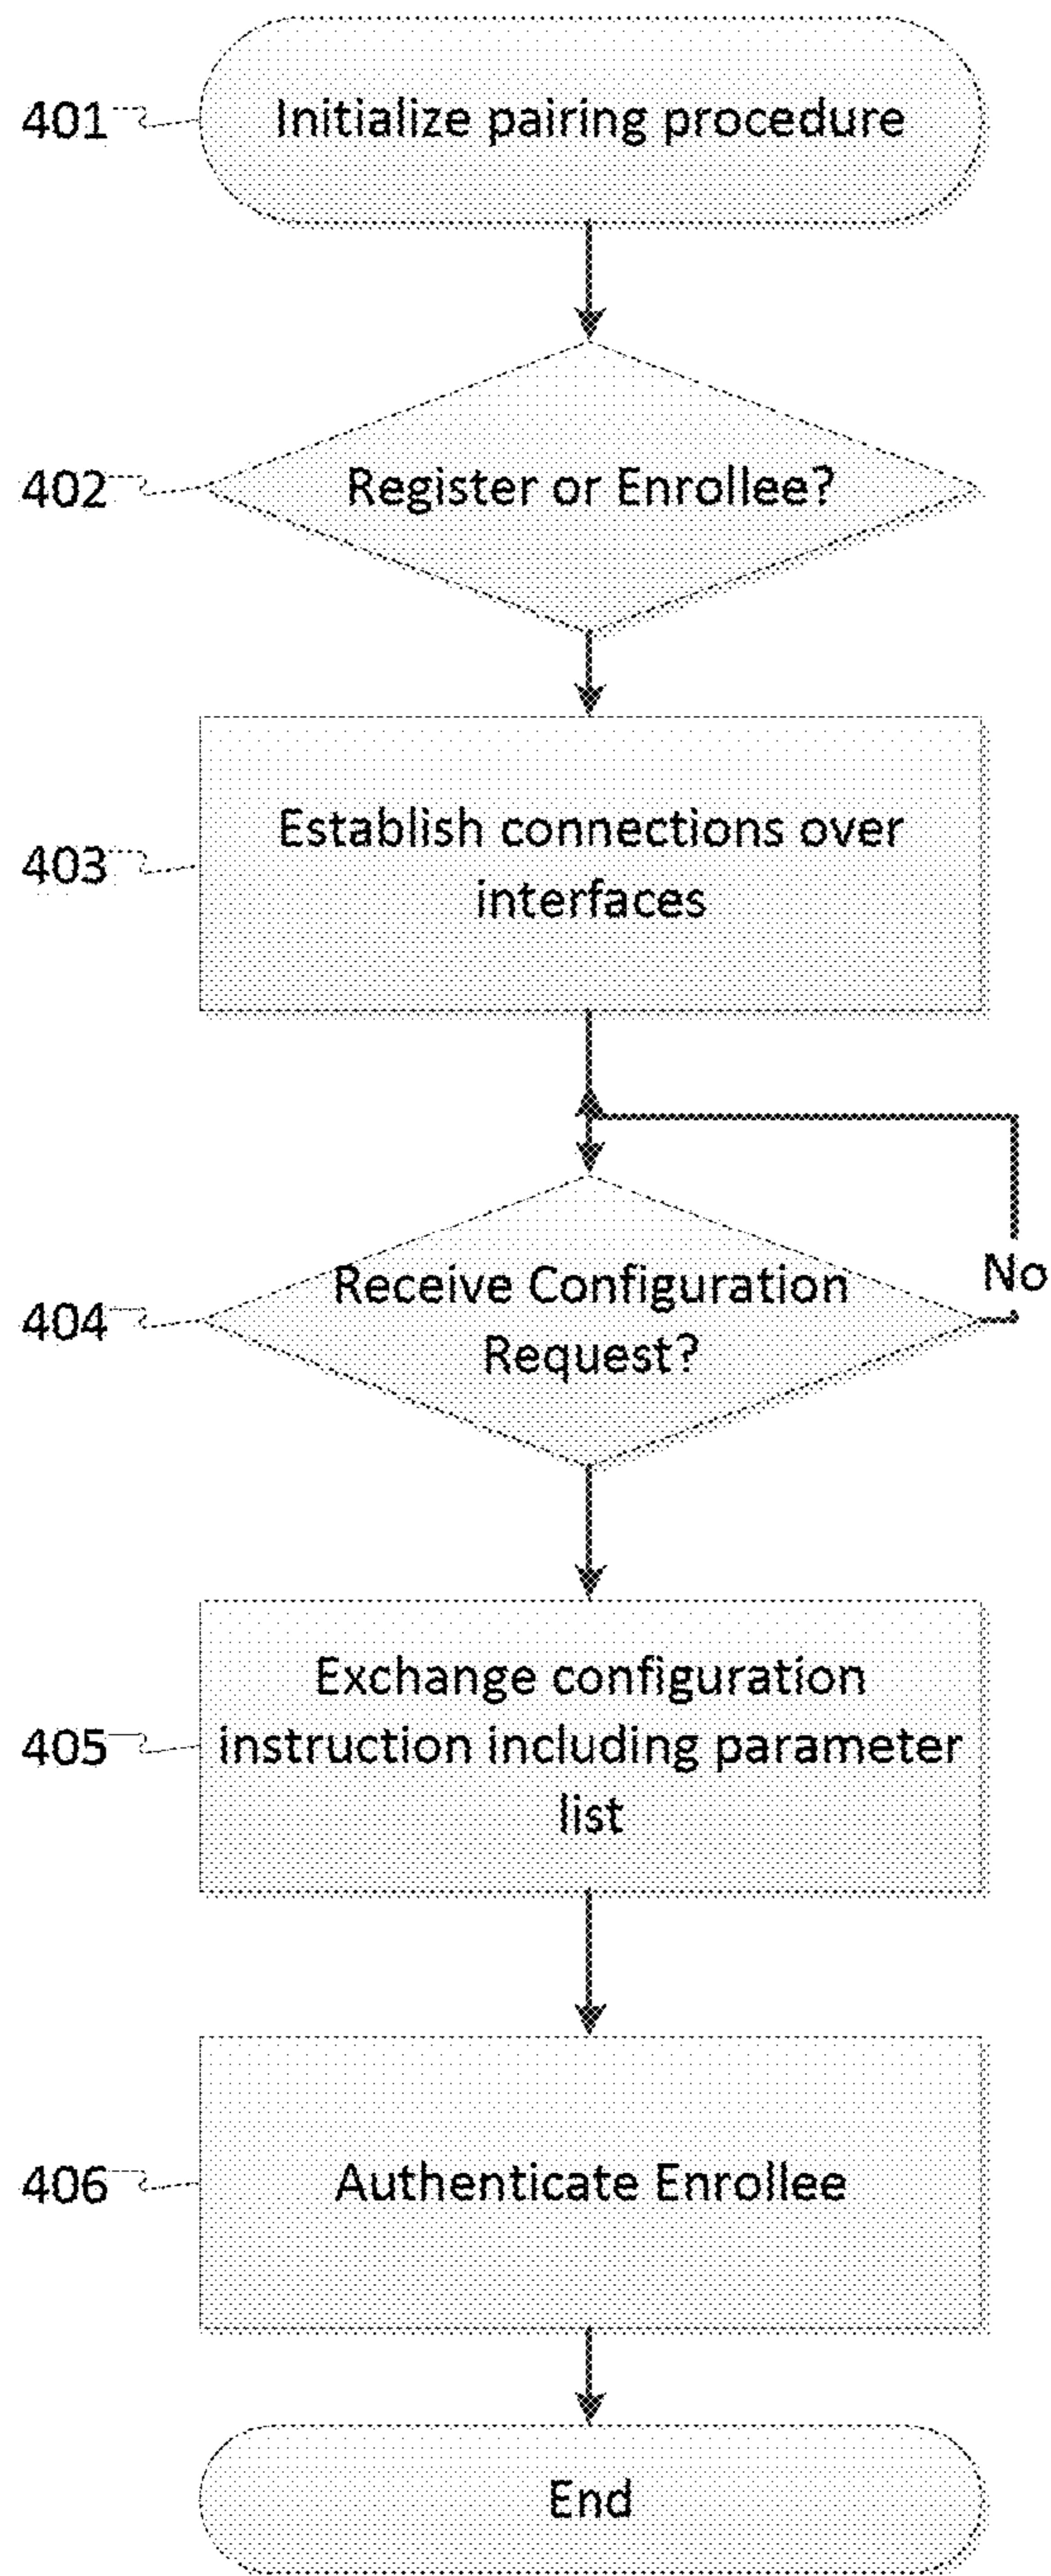 401
Initialize pairing procedure
402
Register or Enrollee?
403
Establish connections over
interfaces
404
Receive Configuration
Request?
No
405
Exchange configuration
instruction including parameter
list
406
Authenticate Enrollee
End